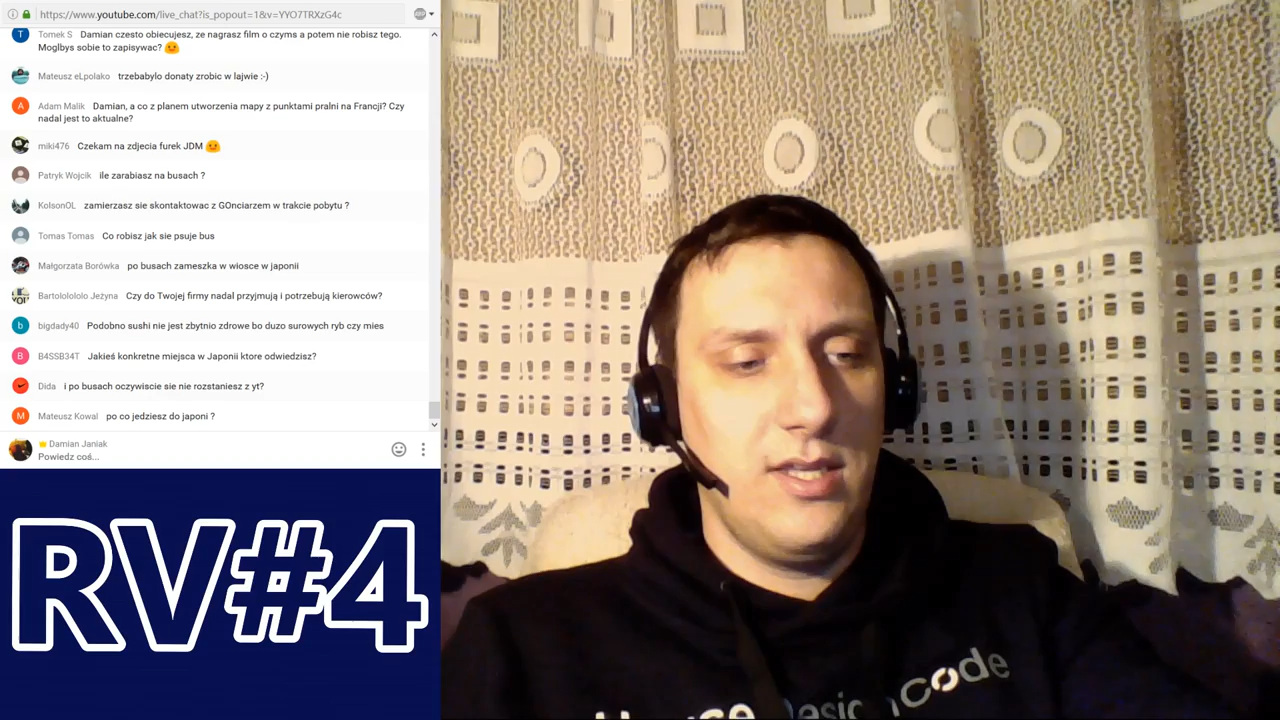 https://www.youtube.com/live_chat?is_popout=1&v=YYO7TRXzG4c
Tomek S Damian czesto obiecujesz, ze nagrasz film o czyms a potem nie robisz tego.
Moglbys sobie to zapisywac?
Mateusz eLpolako trzebabylo donaty zrobic w lajwie :-)
Adam Malik Damian, a co z planem utworzenia mapy z punktami pralni na Francji? Czy
nadal jest to aktualne?
miki476 Czekam na zdjecia furek JDM
Patryk Wojcik ile zarabiasz na busach ?
KolsonOL zamierzasz sie skontaktowac z GOnciarzem w trakcie pobytu ?
Tomas Tomas Co robisz jak sie psuje bus
Małgorzata Borówka po busach zameszka w wiosce w japonii
Bartolololololo Jeżyna Czy do Twojej firmy nadal przyjmują i potrzebują kierowców?
bigdady40 Podobno sushi nie jest zbytnio zdrowe bo duzo surowych ryb czy mies
B4SSB34T Jakieś konkretne miejsca w Japonii ktore odwiedzisz?
Dida i po busach oczywiscie sie nie rozstaniesz z yt?
Mateusz Kowal po co jedziesz do japoni ?
Damian Janiak
Powiedz coś...
RV#4
code